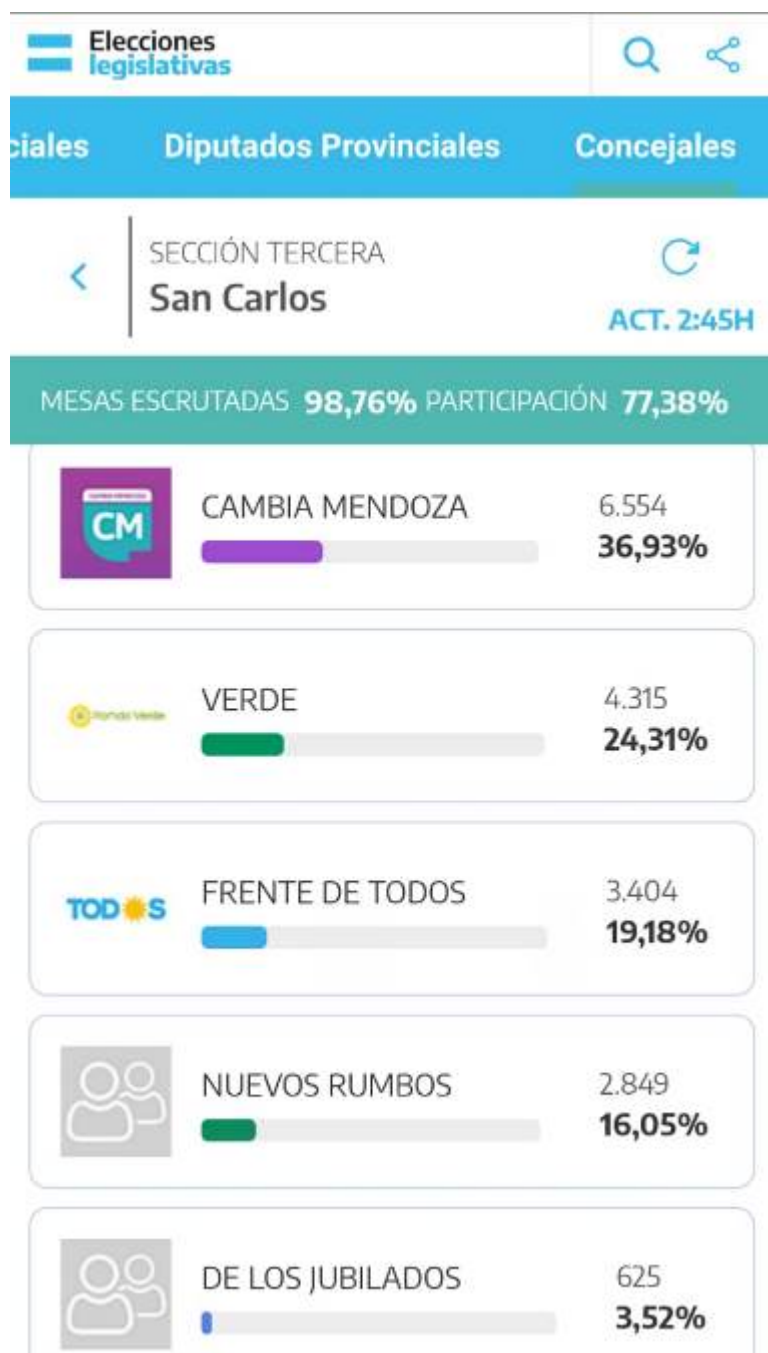 Elecciones
legislativas
ciales Diputados Provinciales Concejales
SECCIÓN TERCERA
San Carlos
ACT. 2:45H
MESAS ESCRUTADAS 98,76% PARTICIPACIÓN 77,38%
CM
CAMBIA MENDOZA 6.554
36,93%
Partido Verde
VERDE 4.315
24,31%
TODOS
FRENTE DE TODOS 3.404
19,18%
NUEVOS RUMBOS 2.849
16,05%
DE LOS JUBILADOS 625
3,52%